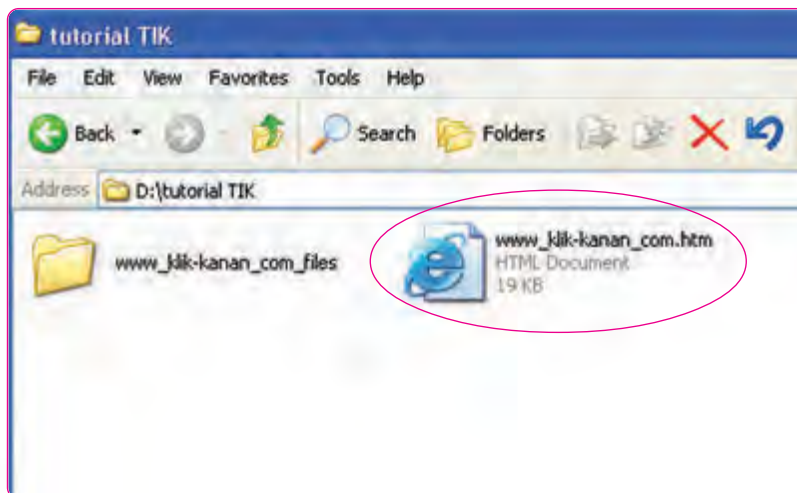 tutorial TIK
File Edit View Favorites Tools Help
Back Search Folders
Address D:\tutorial TIK
www_klik-kanan_com_files
www_klik-kanan_com.htm
HTML Document
19 KB